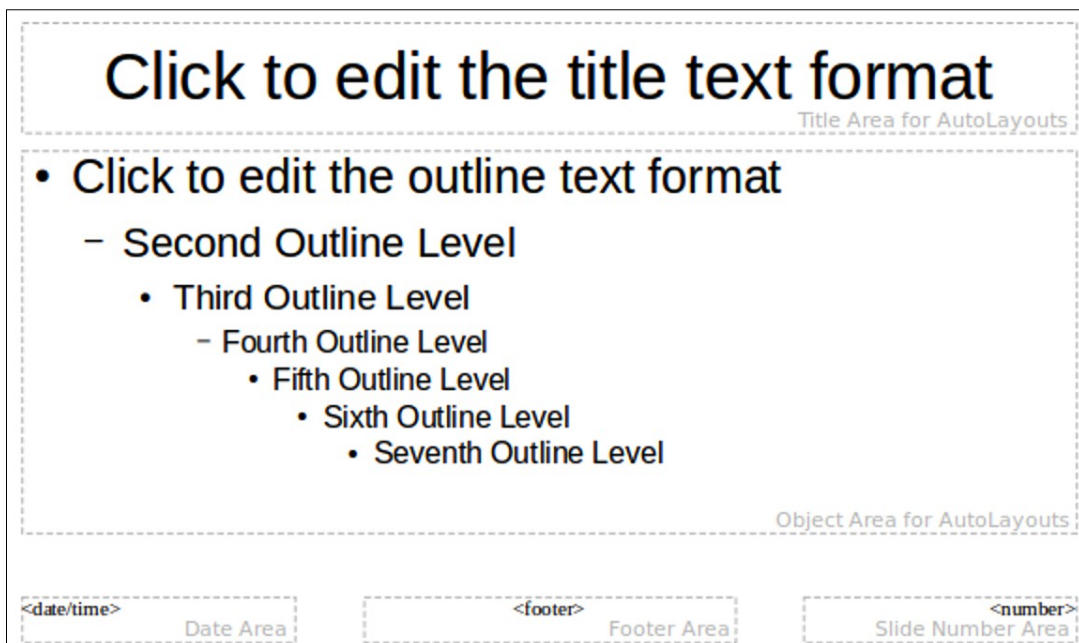 Click to edit the title text format
Title Area for AutoLayouts
• Click to edit the outline text format
– Second Outline Level
• Third Outline Level
– Fourth Outline Level
• Fifth Outline Level
• Sixth Outline Level
• Seventh Outline Level
Object Area for AutoLayouts
<date/time> <footer> <number>
Date Area Footer Area Slide Number Area